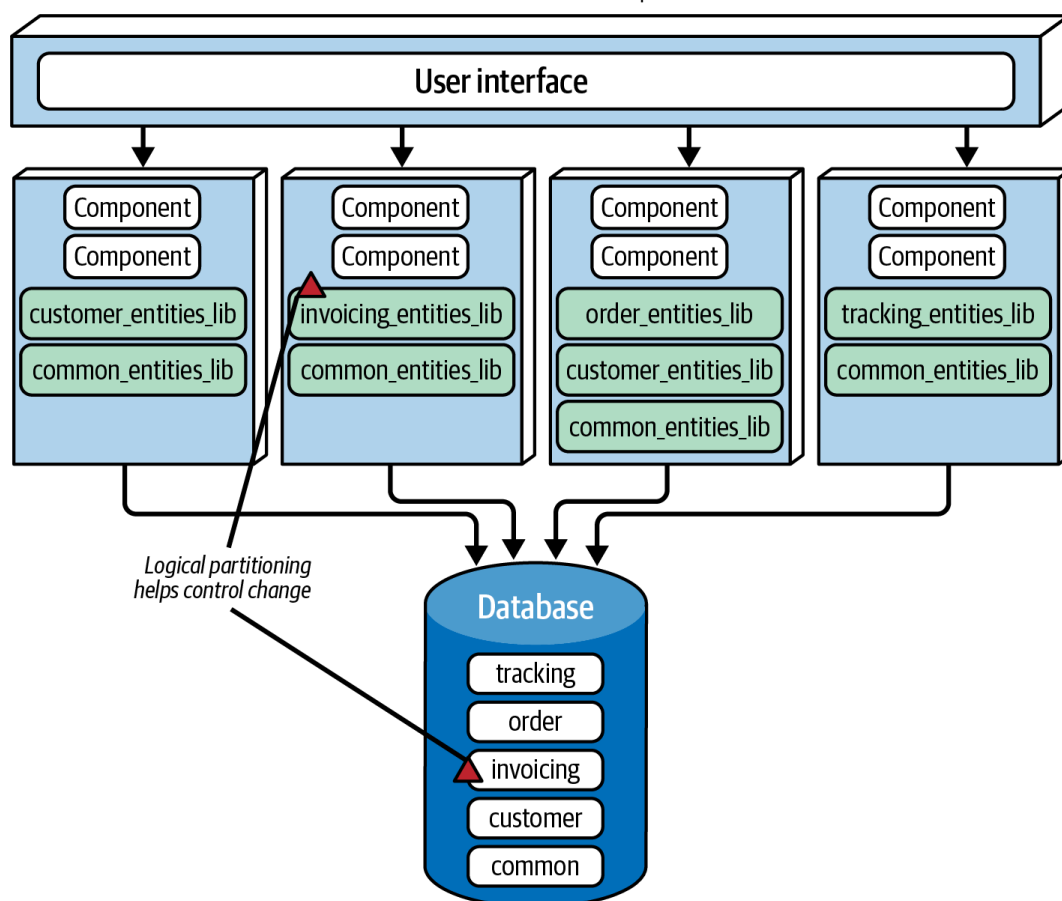 User interface
Component
Component
customer_entities_lib
common_entities_lib
Component
Component
invoicing_entities_lib
common_entities_lib
Component
Component
order_entities_lib
customer_entities_lib
common_entities_lib
Component
Component
tracking_entities_lib
common_entities_lib
Logical partitioning
helps control change
Database
tracking
order
invoicing
customer
common